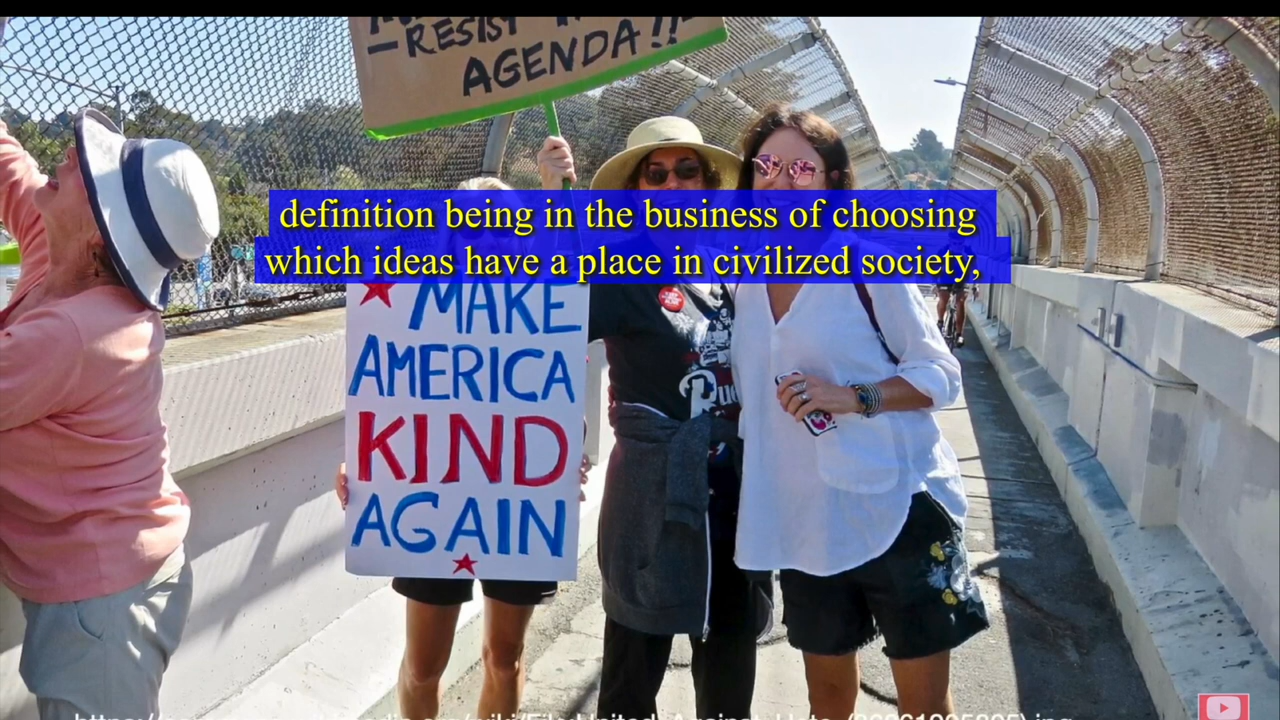 —RESIST
AGENDA!!
definition being in the business of choosing
which ideas have a place in civilized society,
MAKE
AMERICA
KIND
AGAIN